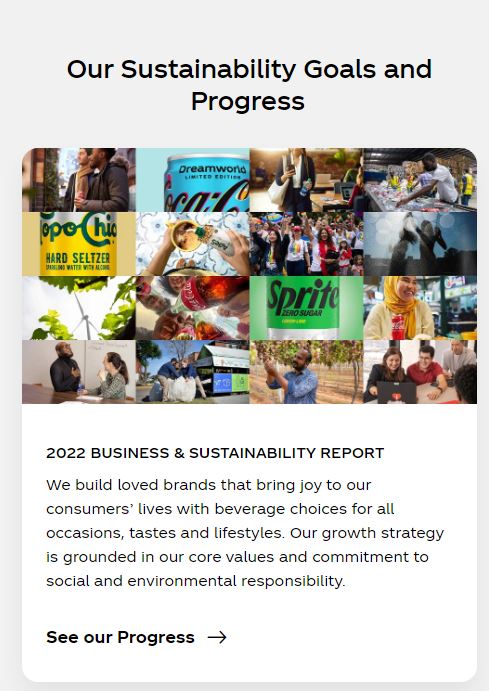 Our Sustainability Goals and
Progress
Dreamworld
LIMITED EDITION
Coca-C
Topo Chic
HARD SELTZER
SPARKLING WATER WITH ALCOHOL
Sprite
ZERO SUGAR
2022 BUSINESS & SUSTAINABILITY REPORT
We build loved brands that bring joy to our
consumers’ lives with beverage choices for all
occasions, tastes and lifestyles. Our growth strategy
is grounded in our core values and commitment to
social and environmental responsibility.
See our Progress →